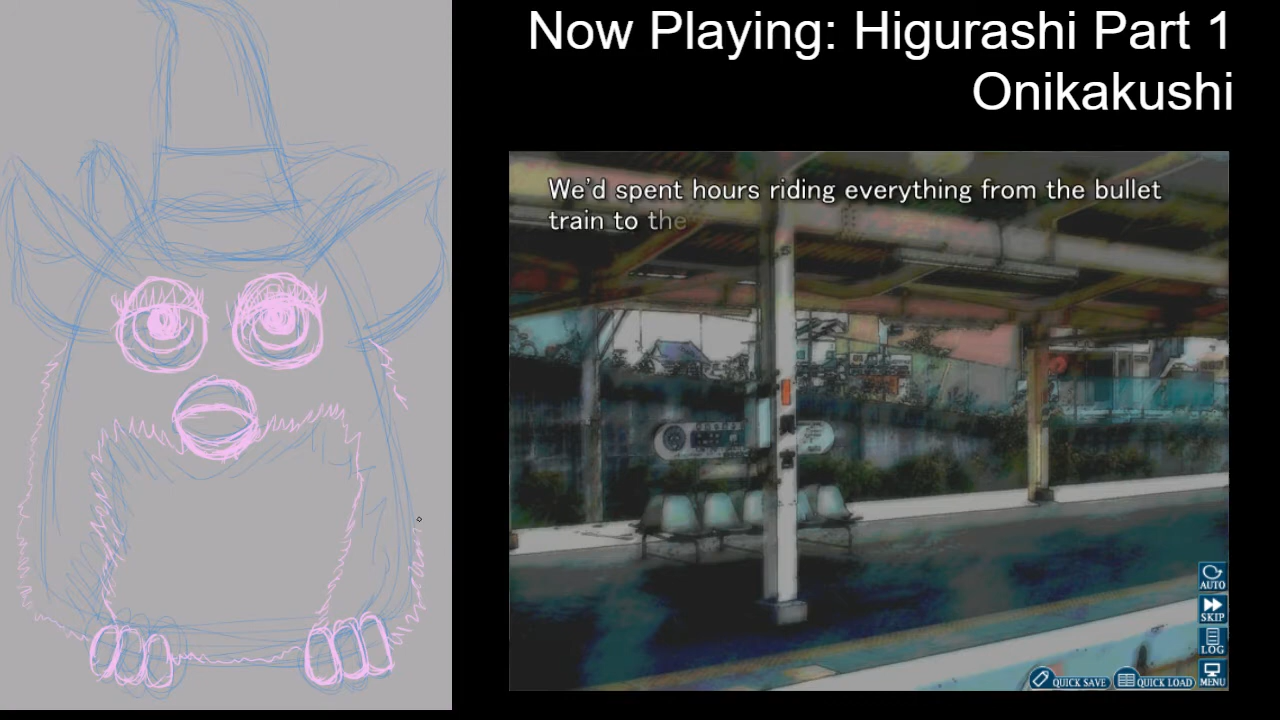 Now Playing: Higurashi Part 1
Onikakushi
We'd spent hours riding everything from the bullet
train to the
AUTO
SKIP
LOG
MENU
QUICK SAVE
QUICK LOAD